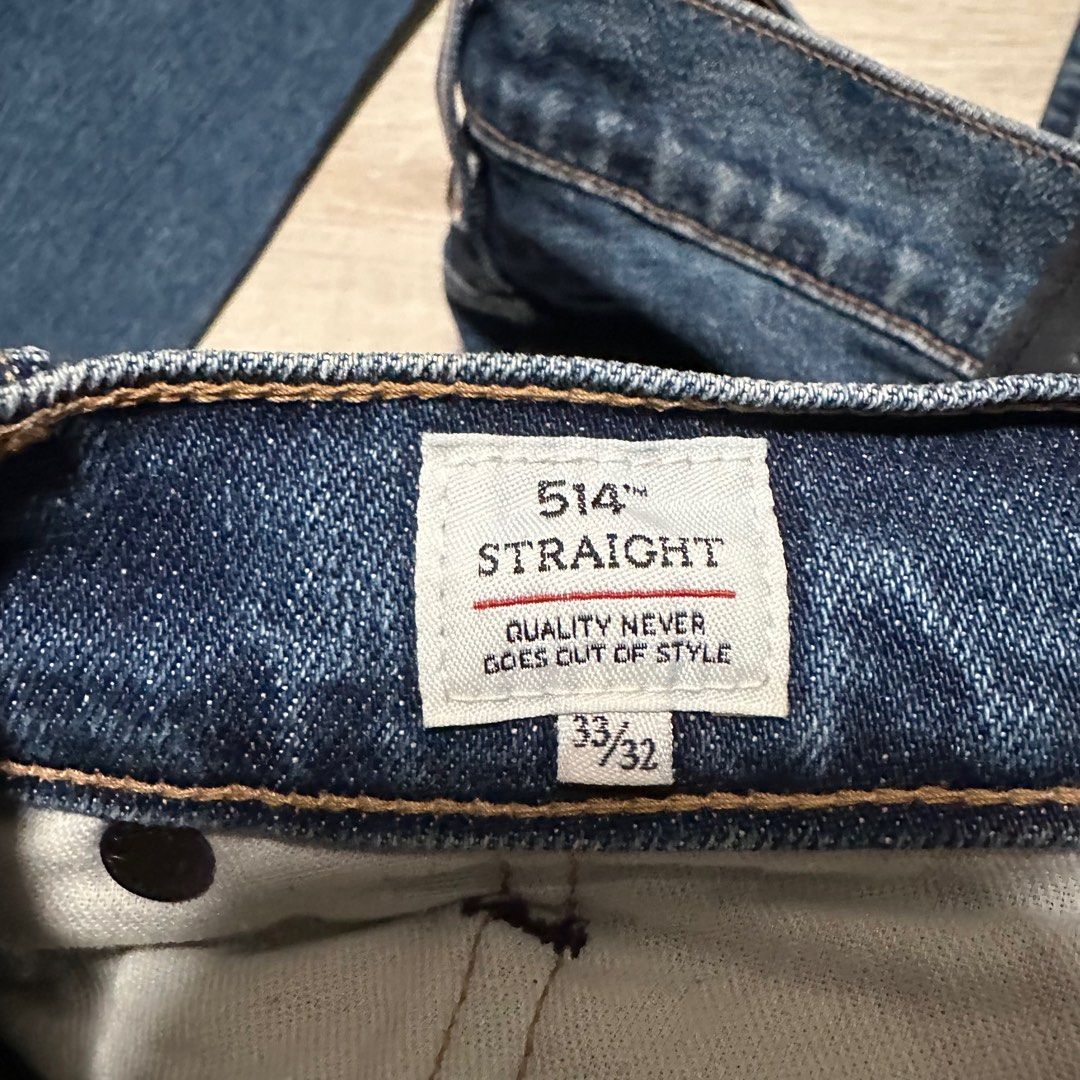 514™
STRAIGHT
QUALITY NEVER
GOES OUT OF STYLE
33/32